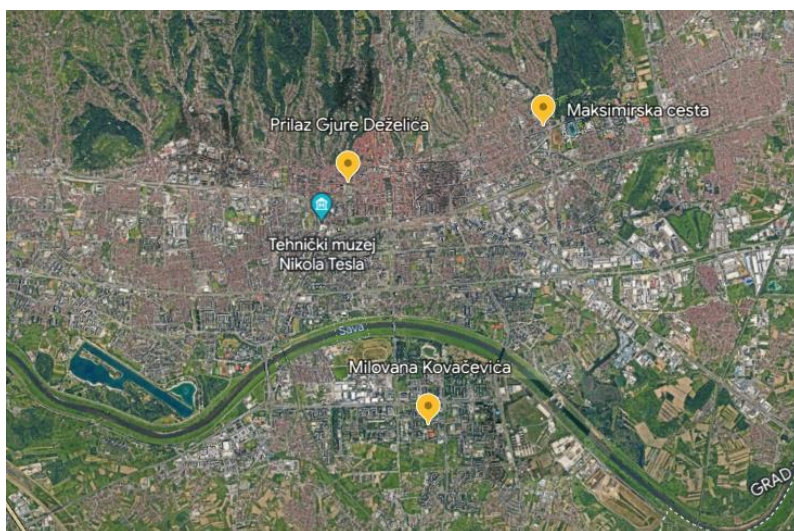 Maksimirska cesta
Prilaz Gjure Deželića
Tehnički muzej
Nikola Tesla
Sava
Milovana Kovačevića
GRAD